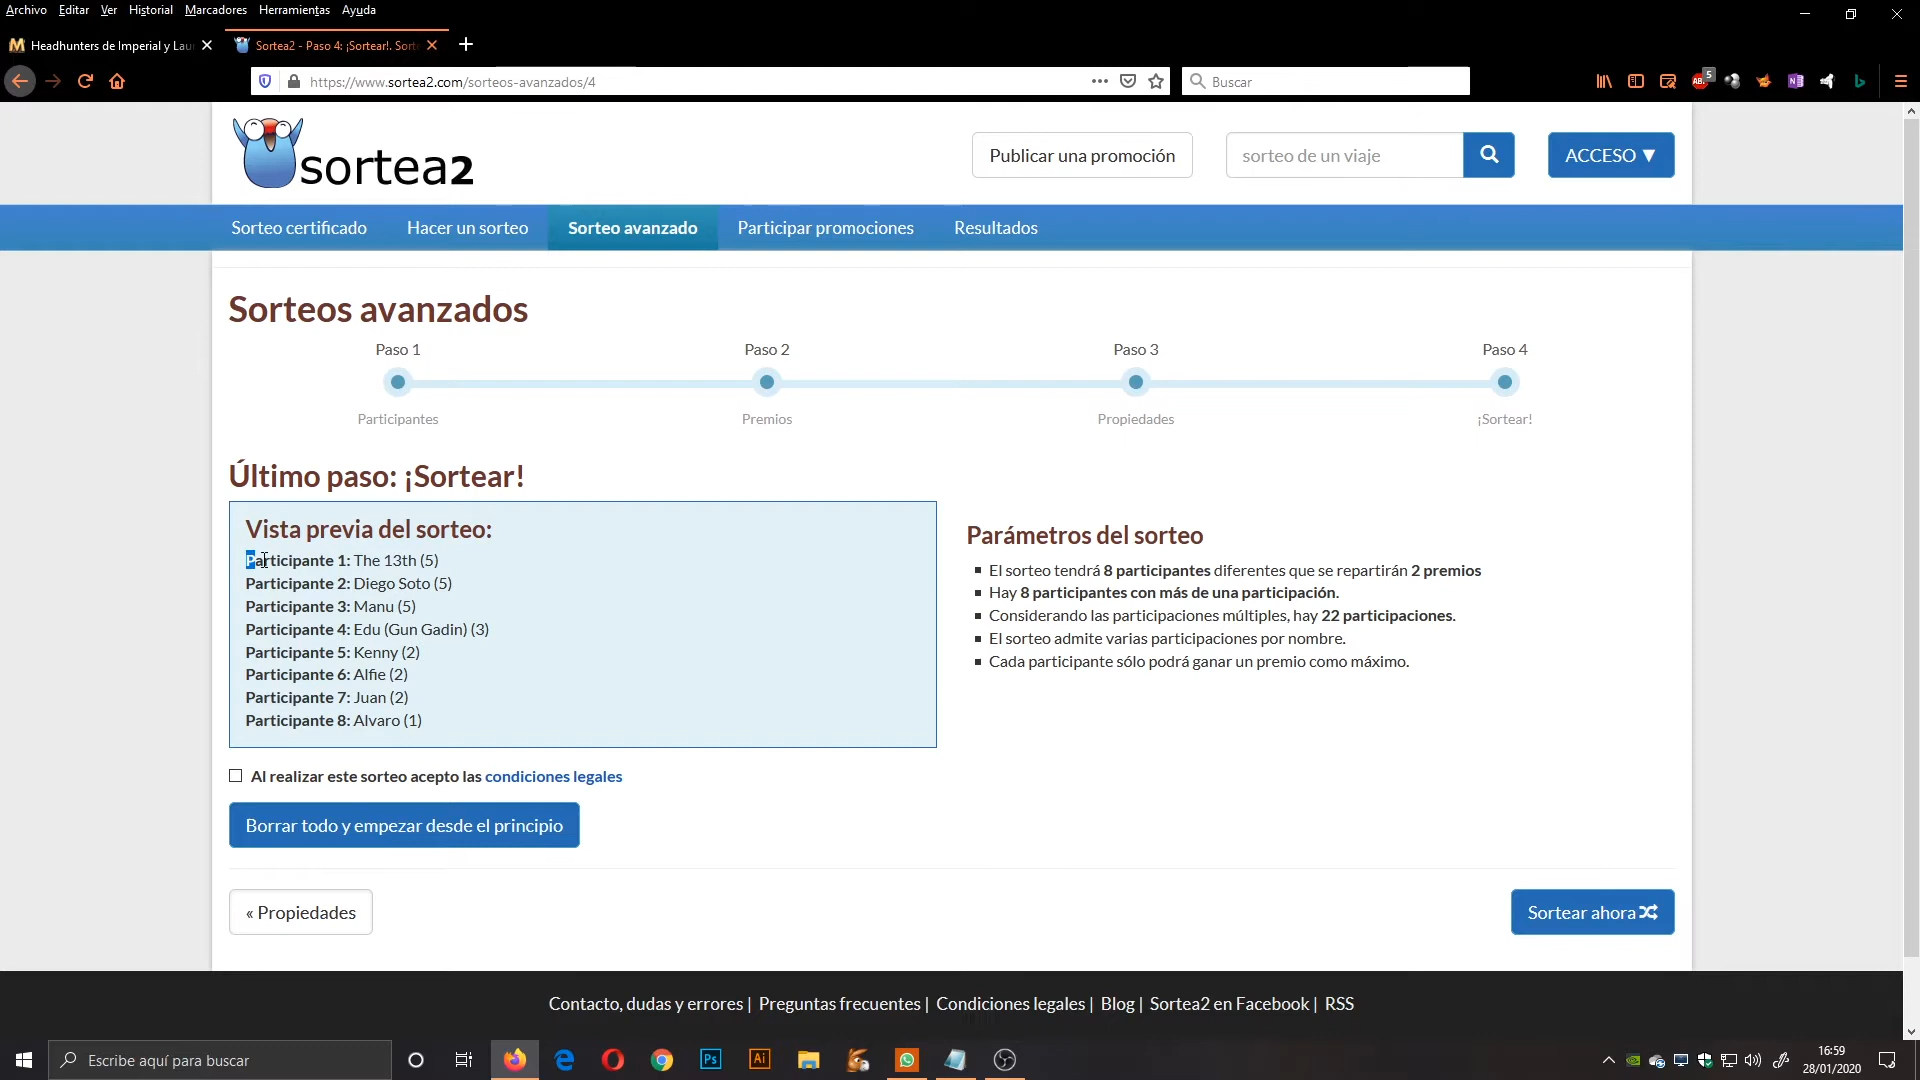 Archivo Editar Ver Historial Marcadores Herramientas Ayuda
Headhunters de Imperial y Lau
Sortea2 - Paso 4: ¡Sortear!. Sort
https://www.sortea2.com/sorteos-avanzados/4
Buscar
5
sortea2
Publicar una promoción
sorteo de un viaje
ACCESO ▼
Sorteo certificado
Hacer un sorteo
Sorteo avanzado
Participar promociones
Resultados
Sorteos avanzados
Paso 1
Paso 2
Paso 3
Paso 4
Participantes
Premios
Propiedades
¡Sortear!
Último paso: ¡Sortear!
Vista previa del sorteo:
Participante 1: The 13th (5)
Participante 2: Diego Soto (5)
Participante 3: Manu (5)
Participante 4: Edu (Gun Gadin) (3)
Participante 5: Kenny (2)
Participante 6: Alfie (2)
Participante 7: Juan (2)
Participante 8: Alvaro (1)
Parámetros del sorteo
El sorteo tendrá 8 participantes diferentes que se repartirán 2 premios
Hay 8 participantes con más de una participación.
Considerando las participaciones múltiples, hay 22 participaciones.
El sorteo admite varias participaciones por nombre.
Cada participante sólo podrá ganar un premio como máximo.
Al realizar este sorteo acepto las condiciones legales
Borrar todo y empezar desde el principio
« Propiedades
Sortear ahora
Contacto, dudas y errores | Preguntas frecuentes | Condiciones legales | Blog | Sortea2 en Facebook | RSS
Escribe aquí para buscar
Ps
Ai
16:59
28/01/2020